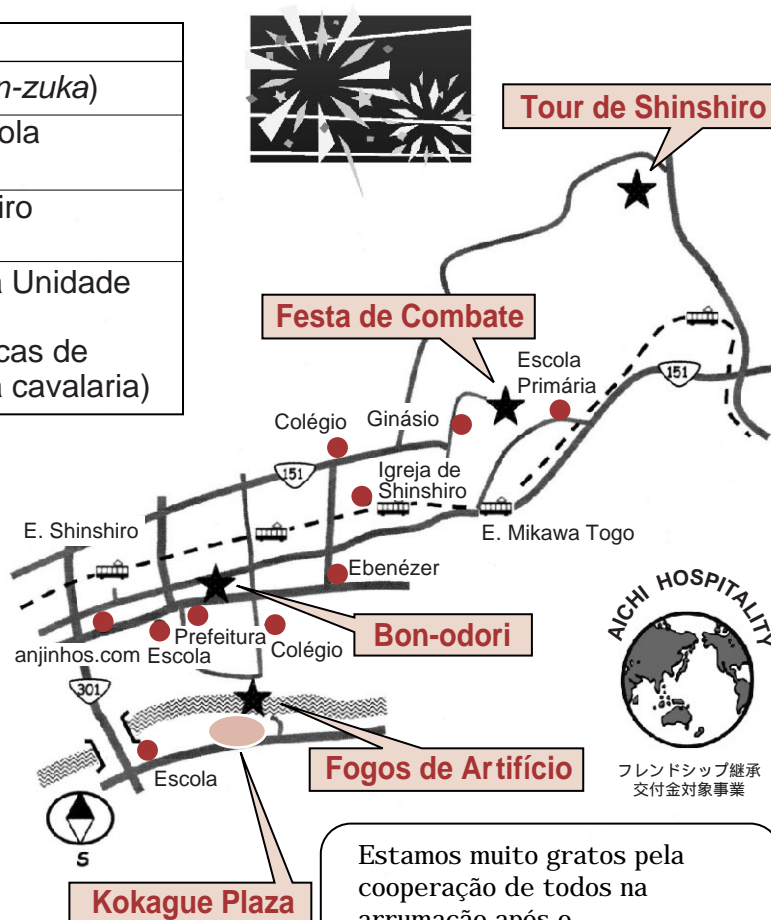 n-zuka)
ola
iro
a Unidade
cas de
a cavalaria)
Tour de Shinshiro
Festa de Combate
Escola
Primária
151
Colégio
Ginásio
151
Igreja de
Shinshiro
E. Shinshiro
E. Mikawa Togo
Ebenézer
Bon-odori
Prefeitura
Colégio
anjinhos.com
Escola
301
AICHI HOSPITALITY
フレンドシップ継承
交付金対象事業
Fogos de Artifício
Escola
S
Kokague Plaza
Estamos muito gratos pela
cooperação de todos na
arrumação após o